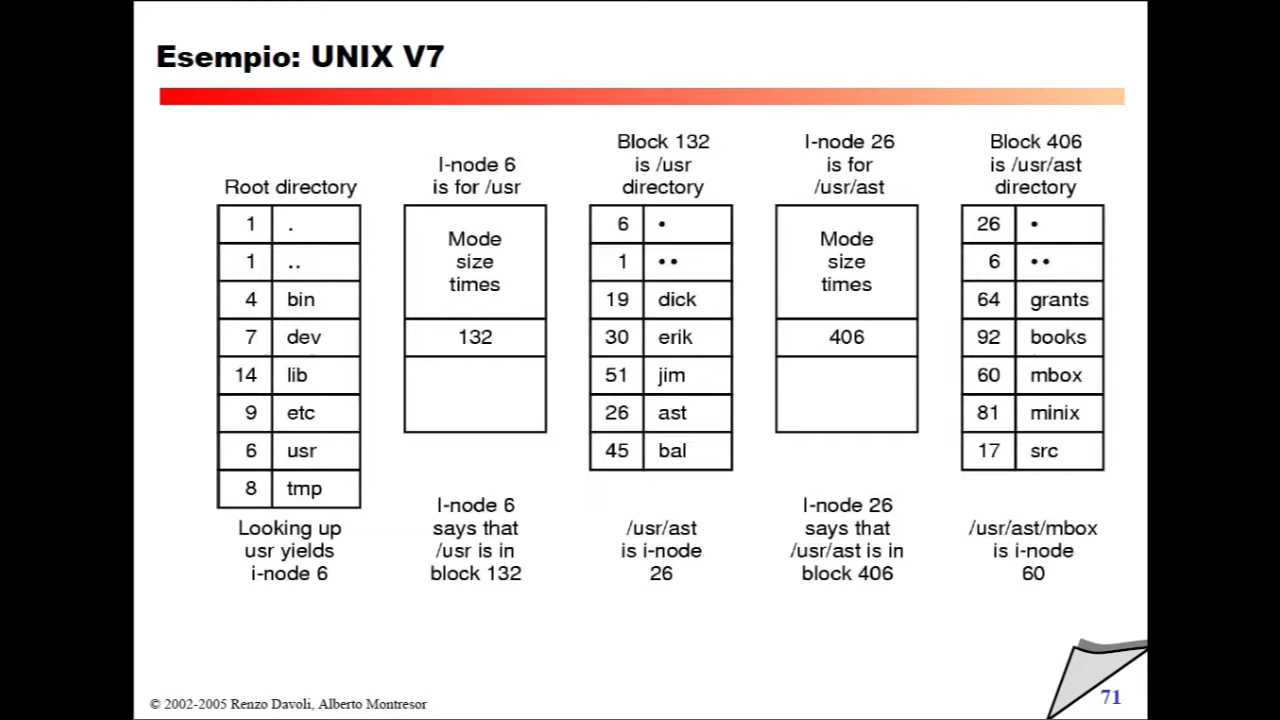 Esempio: UNIX V7
Root directory
1 .
1 ..
4 bin
7 dev
14 lib
9 etc
6 usr
8 tmp
Looking up
usr yields
i-node 6
I-node 6
is for /usr
Mode
size
times
132
I-node 6
says that
/usr is in
block 132
Block 132
is /usr
directory
6 •
1 ••
19 dick
30 erik
51 jim
26 ast
45 bal
/usr/ast
is i-node
26
I-node 26
is for
/usr/ast
Mode
size
times
406
I-node 26
says that
/usr/ast is in
block 406
Block 406
is /usr/ast
directory
26 •
6 ••
64 grants
92 books
60 mbox
81 minix
17 src
/usr/ast/mbox
is i-node
60
© 2002-2005 Renzo Davoli, Alberto Montresor
71